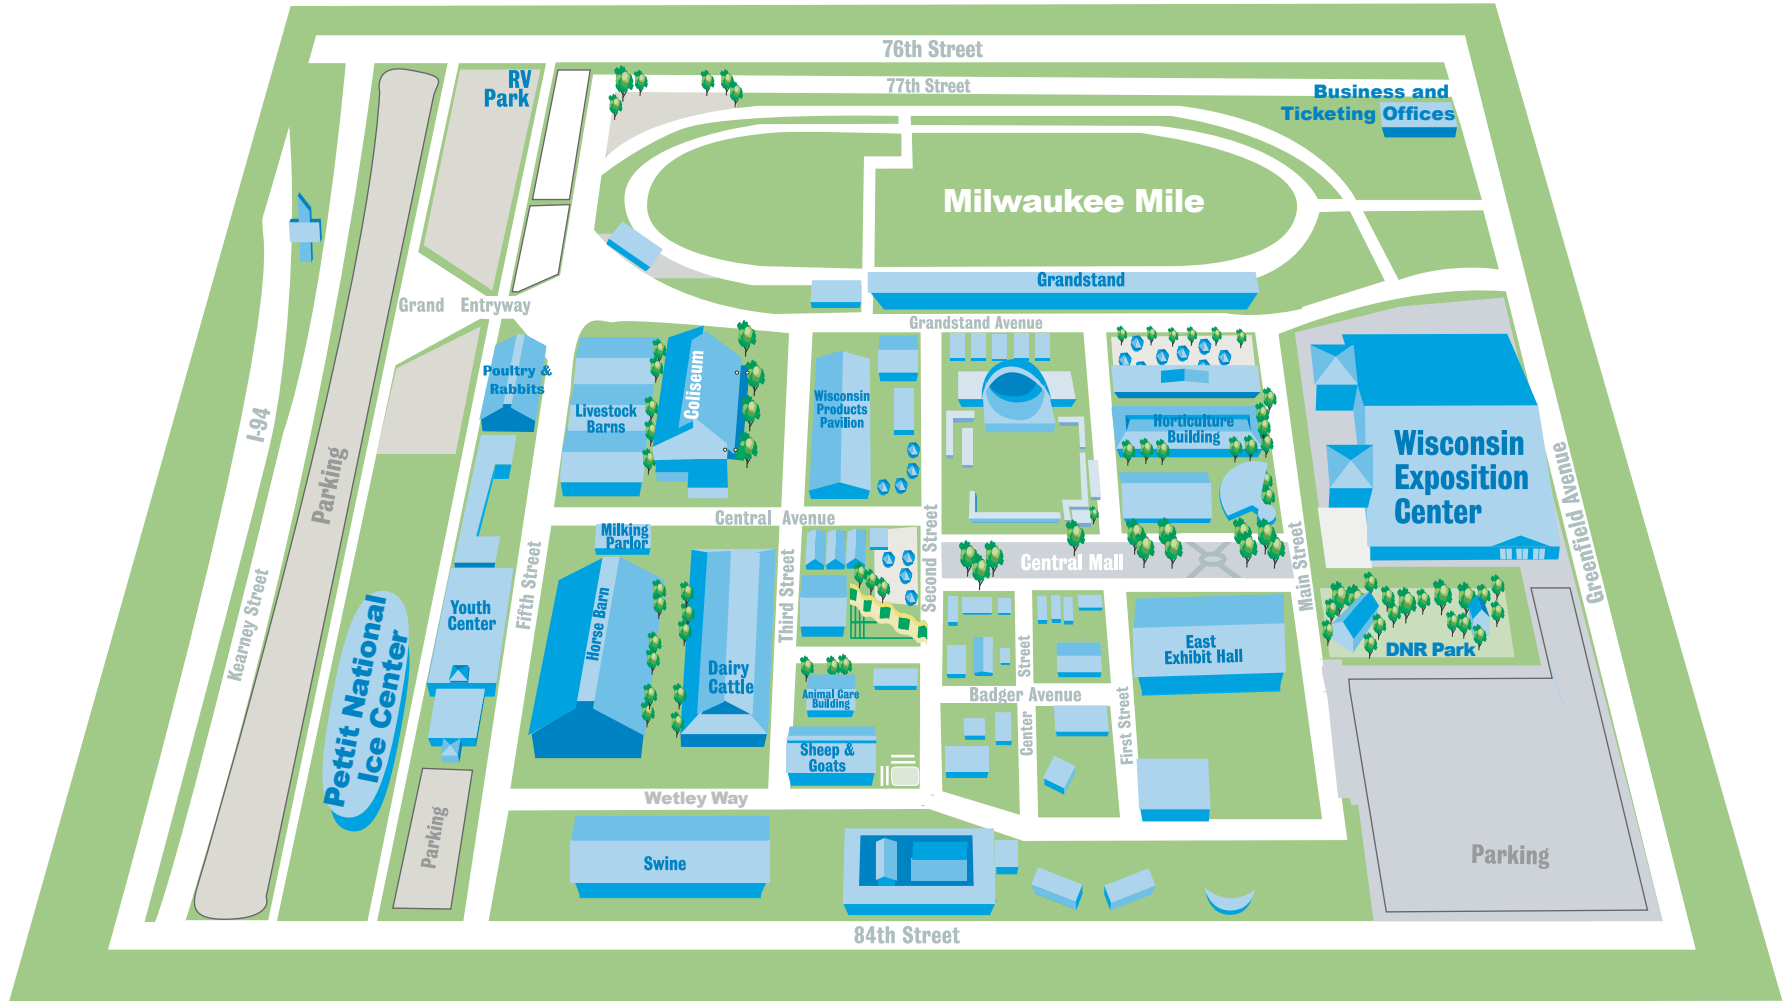 76th Street
77th Street
RV
Park
Business and
Ticketing Offices
Milwaukee Mile
Grandstand
Grand Entryway
Grandstand Avenue
Poultry &
Rabbits
Livestock
Barns
Coliseum
Wisconsin
Products
Pavilion
Horticulture
Building
Wisconsin
Exposition
Center
I-94
Parking
Greenfield Avenue
Central Avenue
Milking
Parlor
Second Street
Central Mall
Main Street
Kearney Street
Pettit National
Ice Center
Youth
Center
Fifth Street
Horse Barn
Dairy
Cattle
Third Street
Animal Care
Building
Sheep &
Goats
Center Street
Badger Avenue
First Street
East
Exhibit Hall
DNR Park
Wetley Way
Parking
Swine
Parking
84th Street